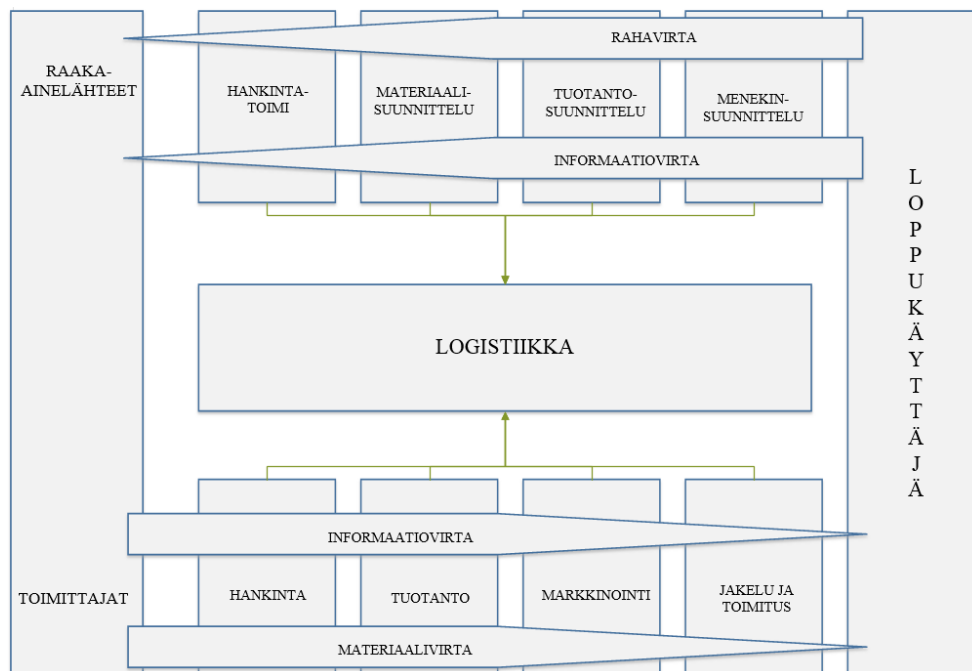 RAHAVIRTA
RAAKA-
AINELÄHTEET
HANKINTA-
TOIMI
MATERIAALI-
SUUNNITTELU
TUOTANTO-
SUUNNITTELU
MENEKIN-
SUUNNITTELU
INFORMAATIOVIRTA
LOPPUKÄYTTÄJÄ
LOGISTIIKKA
INFORMAATIOVIRTA
TOIMITTAJAT
HANKINTA
TUOTANTO
MARKKINOINTI
JAKELU JA
TOIMITUS
MATERIAALIVIRTA